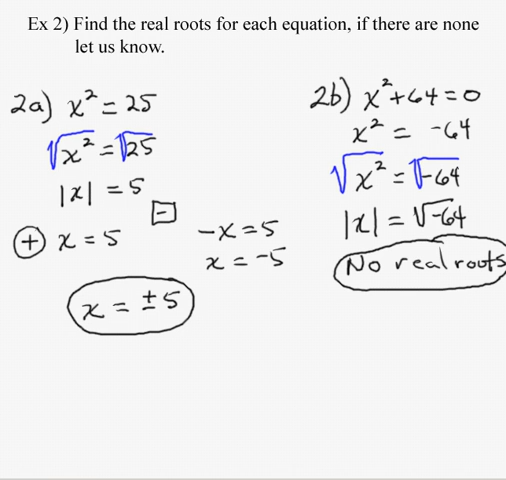 Ex 2) Find the real roots for each equation, if there are none
let us know.
2a) x² = 25
√x² = √25
|x| = 5
⊕ x = 5
⊟
-x = 5
x = -5
x = ±5
2b) x² + 64 = 0
x² = -64
√x² = √-64
|x| = √-64
No real roots